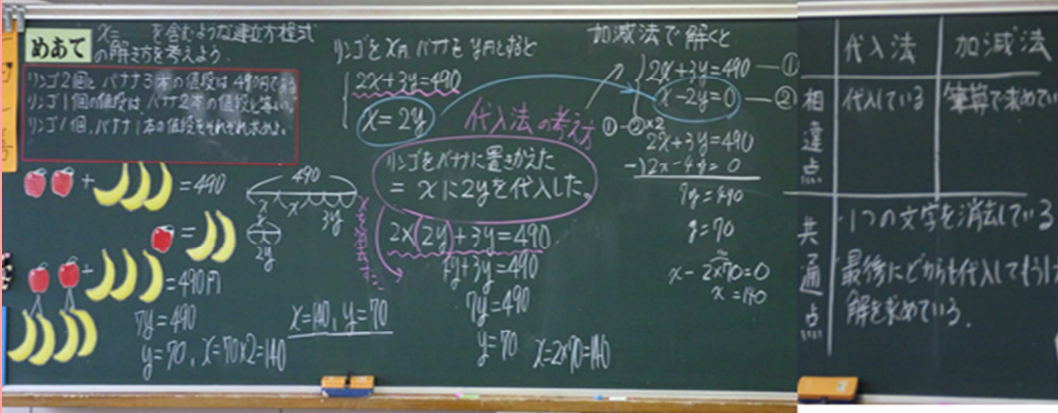 めあて
x=　を含むような連立方程式
の解き方を考えよう。
リンゴ2個とバナナ3本の値段は490円である
リンゴ1個の値段はバナナ2本の値段と等しい。
リンゴ1個、バナナ1本の値段をそれぞれ求めよ。
+ =490
=
+ =490円
7y=490
y=70, x=70×2=140
490
x x 3y
2y
x=140, y=70
リンゴをx円 バナナを y円とすると
2x+3y=490
x=2y
代入法の考え方
リンゴをバナナに置きかえた
= xに2yを代入した。
2×(2y)+3y=490
4y+3y=490
7y=490
y=70 x=2×70=140
加減法で解くと
2x+3y=490 ー①
x-2y=0 ー②
①-②×2
2x+3y=490
-)2x-4y=0
7y=490
y=70
x-2×70=0
x=140
代入法 加減法
相違点
代入している
筆算で求めてい
共通点
1つの文字を消去している
最後にどちらも代入してもう1
解を求めている。